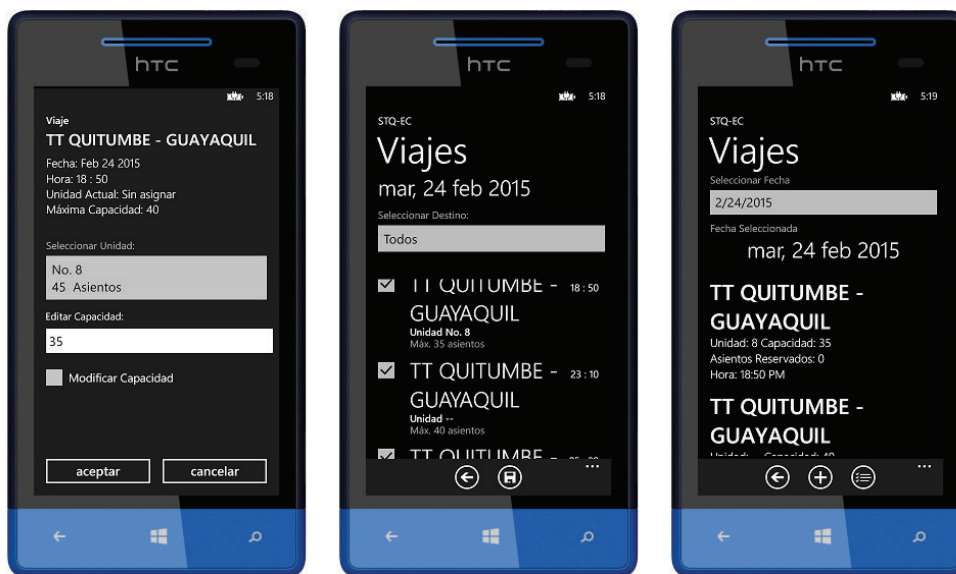 hTC
5:18
Viaje
TT QUITUMBE - GUAYAQUIL
Fecha: Feb 24 2015
Hora: 18 : 50
Unidad Actual: Sin asignar
Máxima Capacidad: 40
Seleccionar Unidad:
No. 8
45 Asientos
Editar Capacidad:
35
Modificar Capacidad
aceptar
cancelar
hTC
5:18
STQ-EC
Viajes
mar, 24 feb 2015
Seleccionar Destino:
Todos
TT QUITUMBE - 18 : 50
GUAYAQUIL
Unidad No. 8
Máx. 35 asientos
TT QUITUMBE - 23 : 10
GUAYAQUIL
Unidad --
Máx. 40 asientos
TT QUITUMBE -
hTC
5:19
STQ-EC
Viajes
Seleccionar Fecha
2/24/2015
Fecha Seleccionada
mar, 24 feb 2015
TT QUITUMBE -
GUAYAQUIL
Unidad: 8 Capacidad: 35
Asientos Reservados: 0
Hora: 18:50 PM
TT QUITUMBE -
GUAYAQUIL